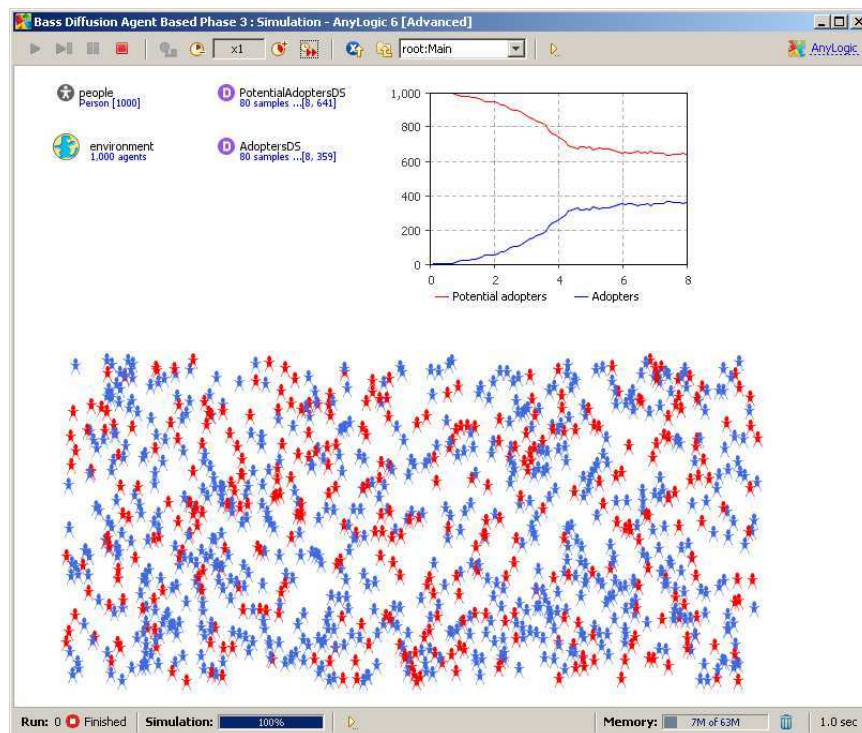 Bass Diffusion Agent Based Phase 3 : Simulation - AnyLogic 6 [Advanced]
x1
root:Main
AnyLogic
people
Person [1000]
D
PotentialAdoptersDS
80 samples ...[8, 641]
environment
1,000 agents
D
AdoptersDS
80 samples ...[8, 359]
1,000
800
600
400
200
0
0 2 4 6 8
Potential adopters Adopters
Run: 0 Finished Simulation: 100% Memory: 7M of 63M 1.0 sec